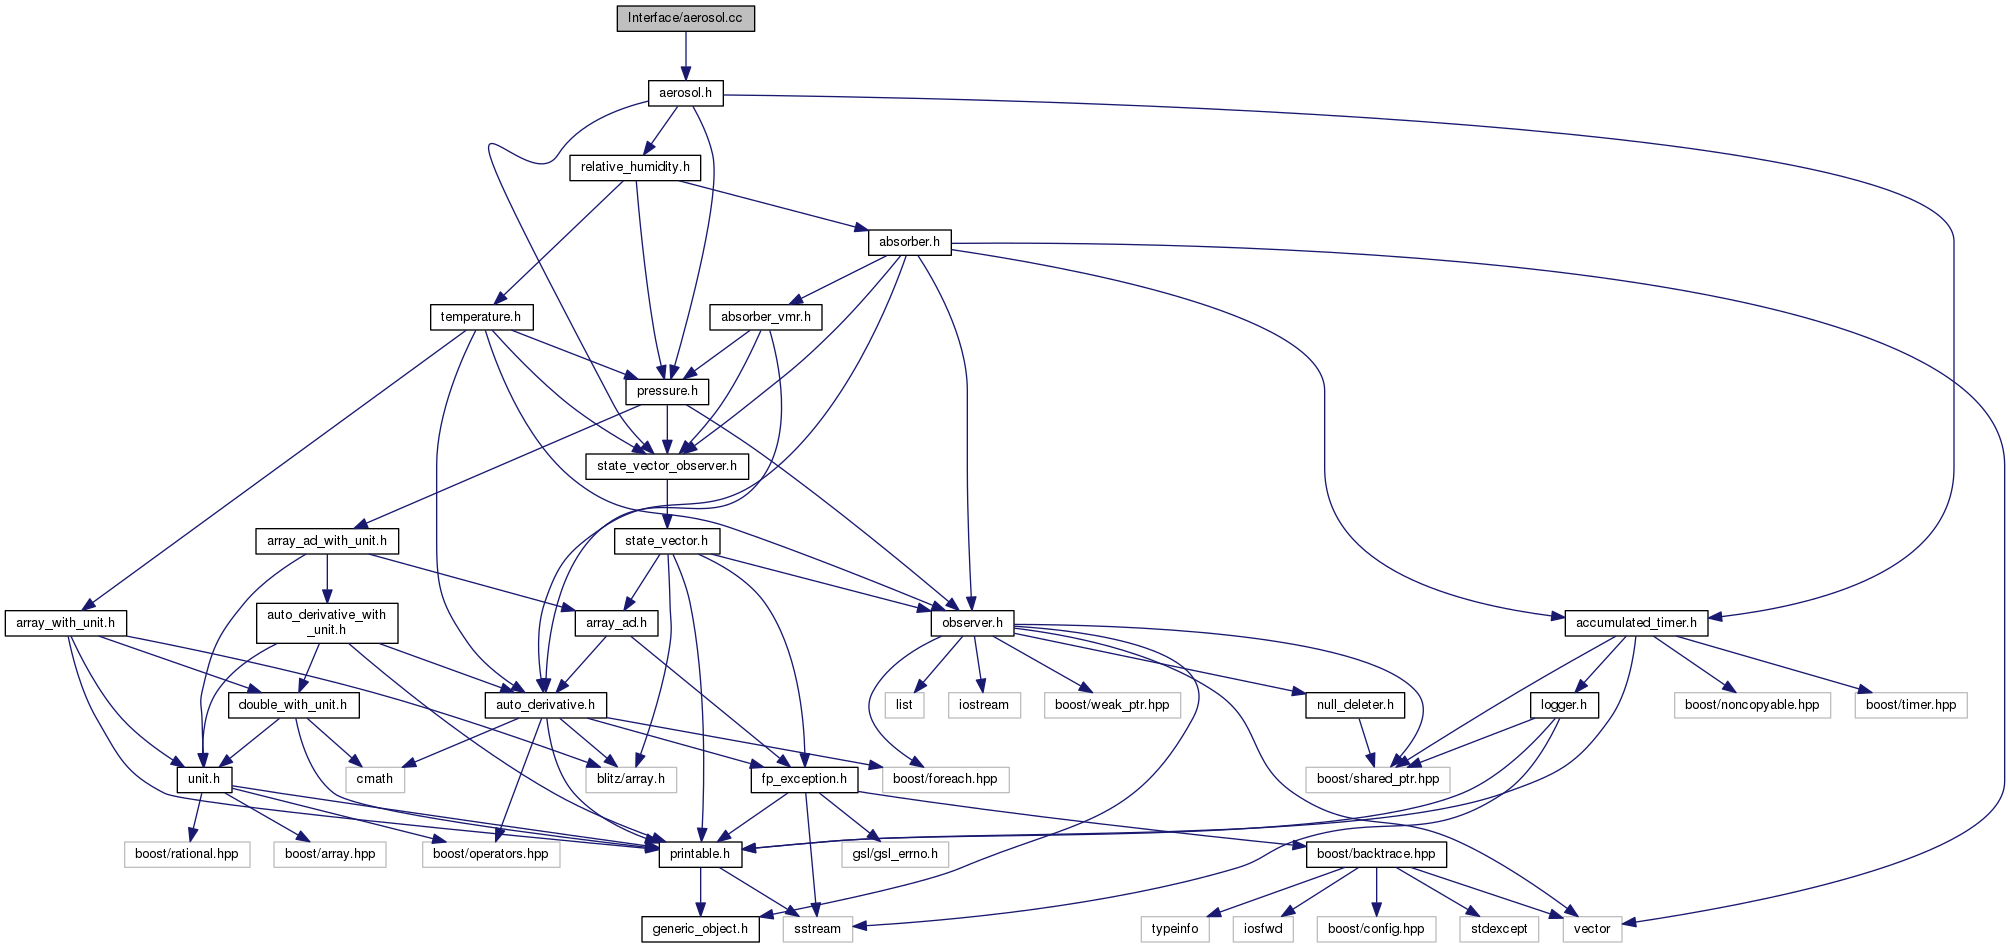 Interface/aerosol.cc
aerosol.h
relative_humidity.h
absorber.h
temperature.h
absorber_vmr.h
pressure.h
state_vector_observer.h
array_ad_with_unit.h
state_vector.h
array_with_unit.h
auto_derivative_with
_unit.h
array_ad.h
observer.h
accumulated_timer.h
double_with_unit.h
auto_derivative.h
list
iostream
boost/weak_ptr.hpp
null_deleter.h
logger.h
boost/noncopyable.hpp
boost/timer.hpp
unit.h
cmath
blitz/array.h
fp_exception.h
boost/foreach.hpp
boost/shared_ptr.hpp
boost/rational.hpp
boost/array.hpp
boost/operators.hpp
printable.h
gsl/gsl_errno.h
boost/backtrace.hpp
generic_object.h
sstream
typeinfo
iosfwd
boost/config.hpp
stdexcept
vector